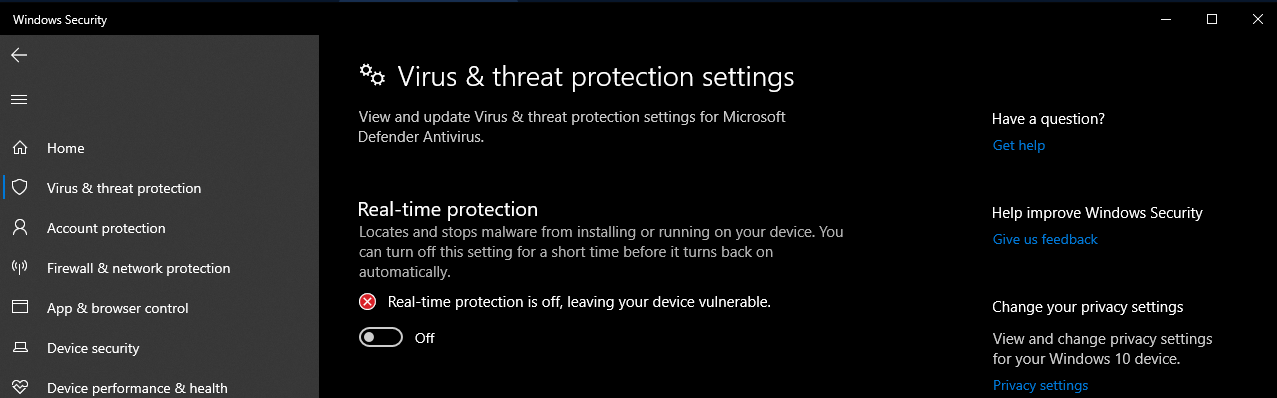 Windows Security
Home
Virus & threat protection
Account protection
Firewall & network protection
App & browser control
Device security
Device performance & health
Virus & threat protection settings
View and update Virus & threat protection settings for Microsoft
Defender Antivirus.
Real-time protection
Locates and stops malware from installing or running on your device. You
can turn off this setting for a short time before it turns back on
automatically.
Real-time protection is off, leaving your device vulnerable.
Off
Have a question?
Get help
Help improve Windows Security
Give us feedback
Change your privacy settings
View and change privacy settings
for your Windows 10 device.
Privacy settings